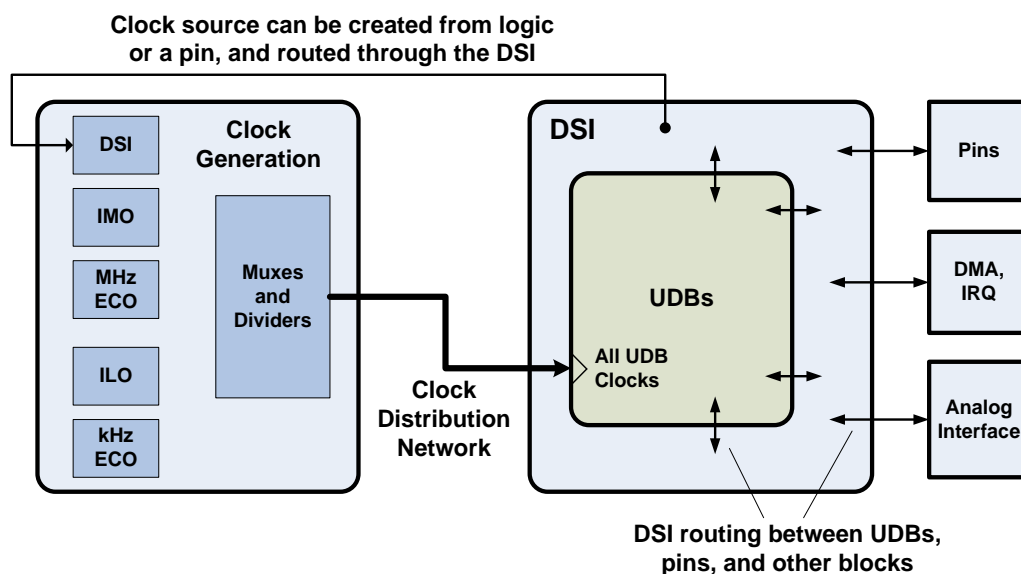 Clock source can be created from logic
or a pin, and routed through the DSI
DSI
Clock
Generation
IMO
MHz
ECO
Muxes
and
Dividers
ILO
kHz
ECO
Clock
Distribution
Network
DSI
UDBs
All UDB
Clocks
Pins
DMA,
IRQ
Analog
Interface
DSI routing between UDBs,
pins, and other blocks